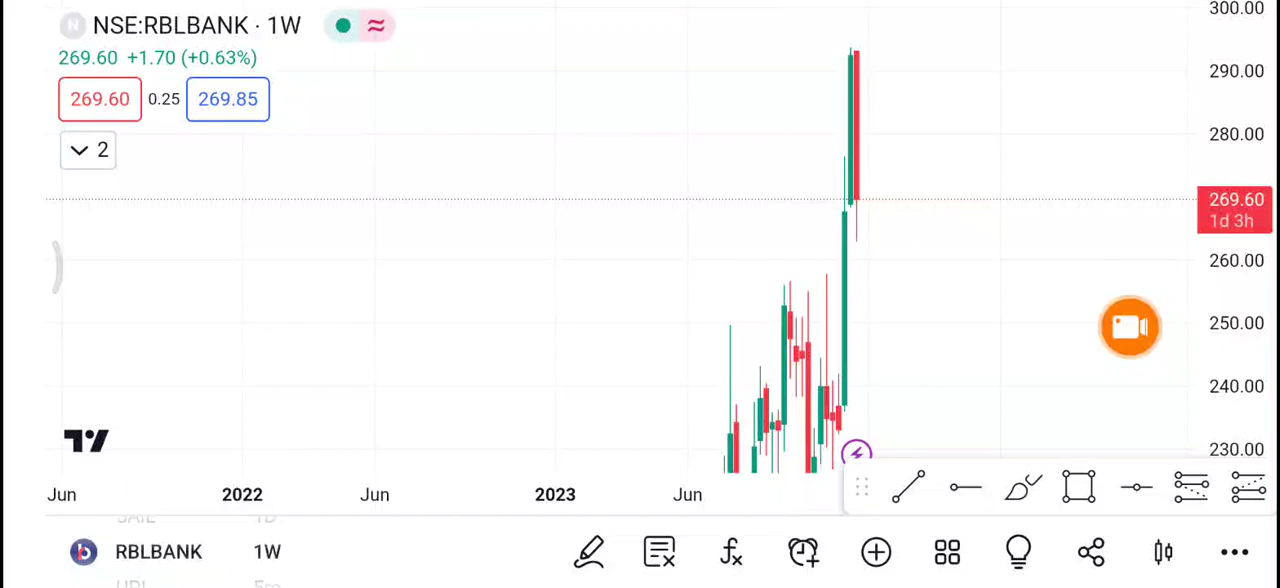 NSE:RBLBANK · 1W
269.60 +1.70 (+0.63%)
269.60 0.25 269.85
2
300.00
290.00
280.00
269.60
1d 3h
260.00
250.00
240.00
230.00
Jun 2022 Jun 2023 Jun
SAIL 1D
RBLBANK 1W